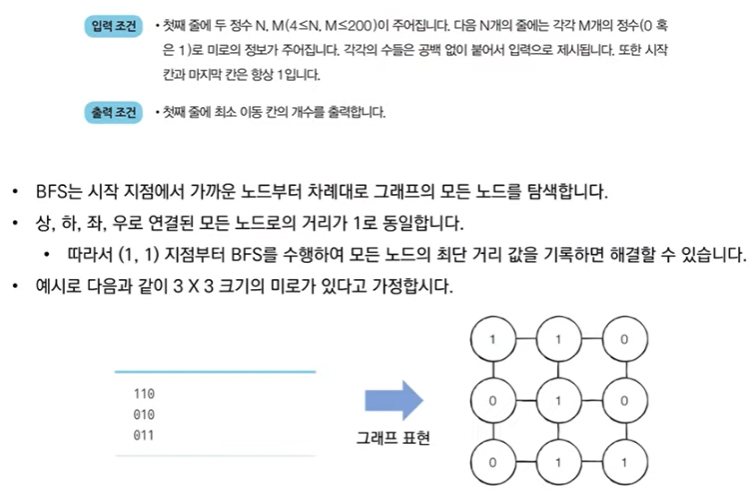 입력 조건 • 첫째 줄에 두 정수 N, M(4≤N, M≤200)이 주어집니다. 다음 N개의 줄에는 각각 M개의 정수(0 혹
은 1)로 미로의 정보가 주어집니다. 각각의 수들은 공백 없이 붙어서 입력으로 제시됩니다. 또한 시작
칸과 마지막 칸은 항상 1입니다.
출력 조건 • 첫째 줄에 최소 이동 칸의 개수를 출력합니다.
• BFS는 시작 지점에서 가까운 노드부터 차례대로 그래프의 모든 노드를 탐색합니다.
• 상, 하, 좌, 우로 연결된 모든 노드로의 거리가 1로 동일합니다.
• 따라서 (1, 1) 지점부터 BFS를 수행하여 모든 노드의 최단 거리 값을 기록하면 해결할 수 있습니다.
• 예시로 다음과 같이 3 X 3 크기의 미로가 있다고 가정합시다.
110
010
011
그래프 표현
1 1 0
0 1 0
0 1 1